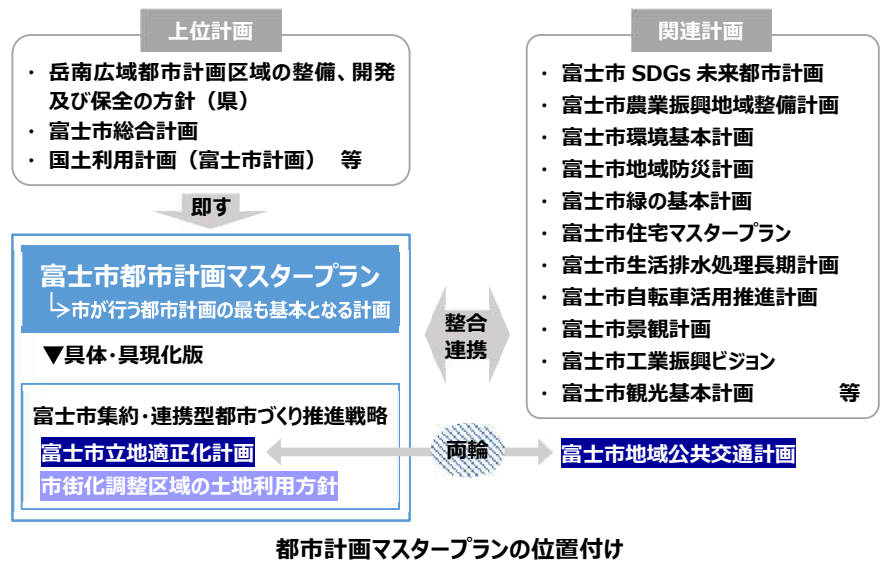 上位計画
・ 岳南広域都市計画区域の整備、開発
及び保全の方針（県）
・ 富士市総合計画
・ 国土利用計画（富士市計画） 等
即す
富士市都市計画マスタープラン
市が行う都市計画の最も基本となる計画
▼具体・具現化版
富士市集約・連携型都市づくり推進戦略
富士市立地適正化計画
市街化調整区域の土地利用方針
整合
連携
両輪
関連計画
・ 富士市 SDGs 未来都市計画
・ 富士市農業振興地域整備計画
・ 富士市環境基本計画
・ 富士市地域防災計画
・ 富士市緑の基本計画
・ 富士市住宅マスタープラン
・ 富士市生活排水処理長期計画
・ 富士市自転車活用推進計画
・ 富士市景観計画
・ 富士市工業振興ビジョン
・ 富士市観光基本計画 等
富士市地域公共交通計画
都市計画マスタープランの位置付け